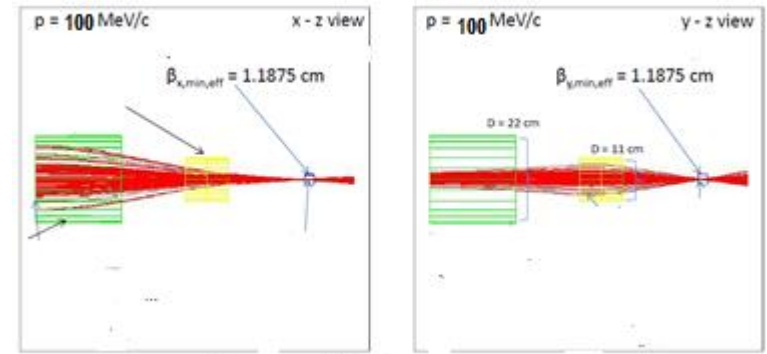 p = 100 MeV/c
x - z view
βx,min,eff = 1.1875 cm
p = 100 MeV/c
y - z view
βy,min,eff = 1.1875 cm
D = 22 cm
D = 11 cm